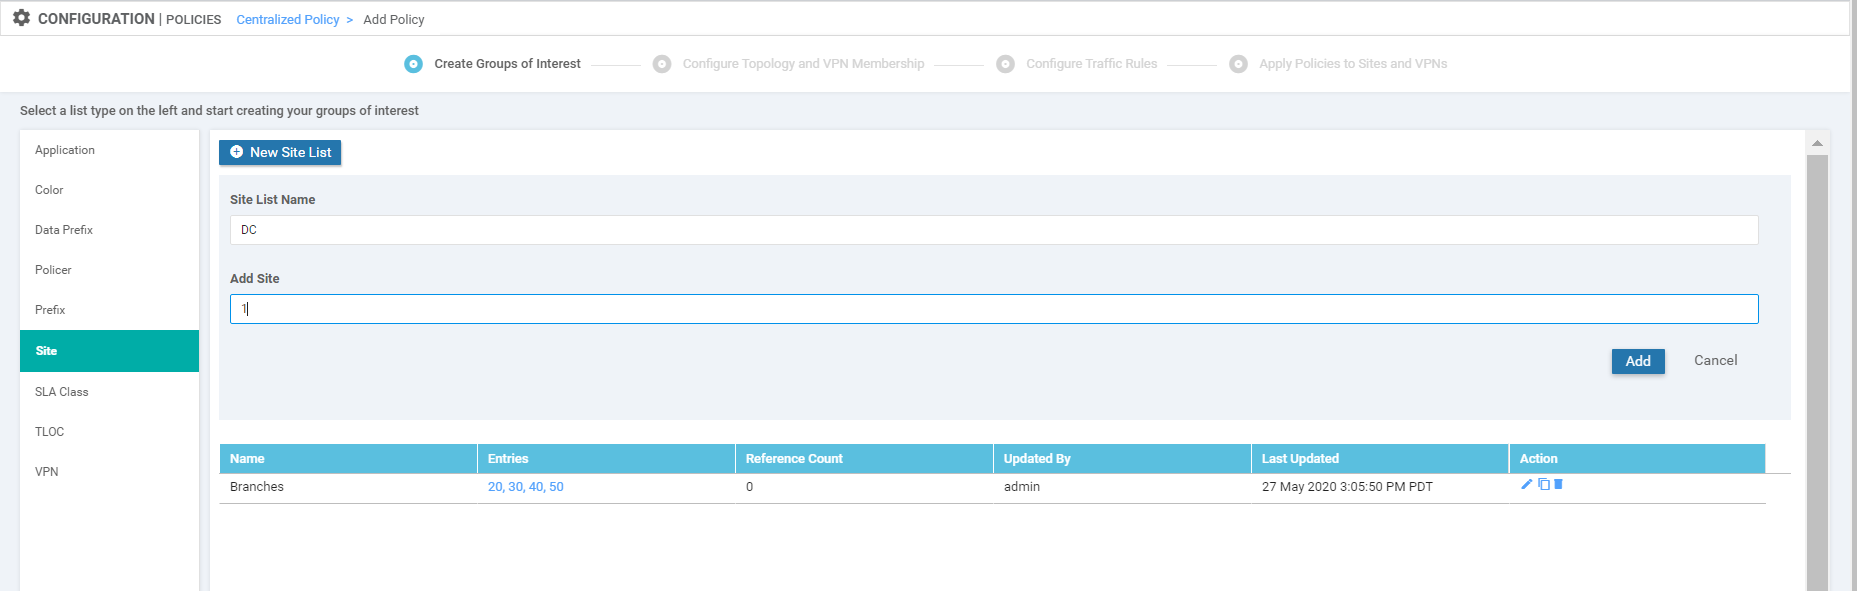 CONFIGURATION | POLICIES Centralized Policy > Add Policy
Create Groups of Interest Configure Topology and VPN Membership Configure Traffic Rules Apply Policies to Sites and VPNs
Select a list type on the left and start creating your groups of interest
Application
Color
Data Prefix
Policer
Prefix
Site
SLA Class
TLOC
VPN
New Site List
Site List Name
DC
Add Site
1
Add Cancel
Name Entries Reference Count Updated By Last Updated Action
Branches 20, 30, 40, 50 0 admin 27 May 2020 3:05:50 PM PDT